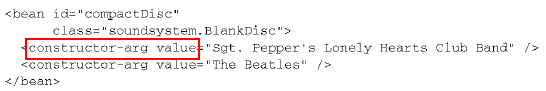 <bean id="compactDisc"
class="soundsystem.BlankDisc">
<constructor-arg value="Sgt. Pepper's Lonely Hearts Club Band" />
<constructor-arg value="The Beatles" />
</bean>